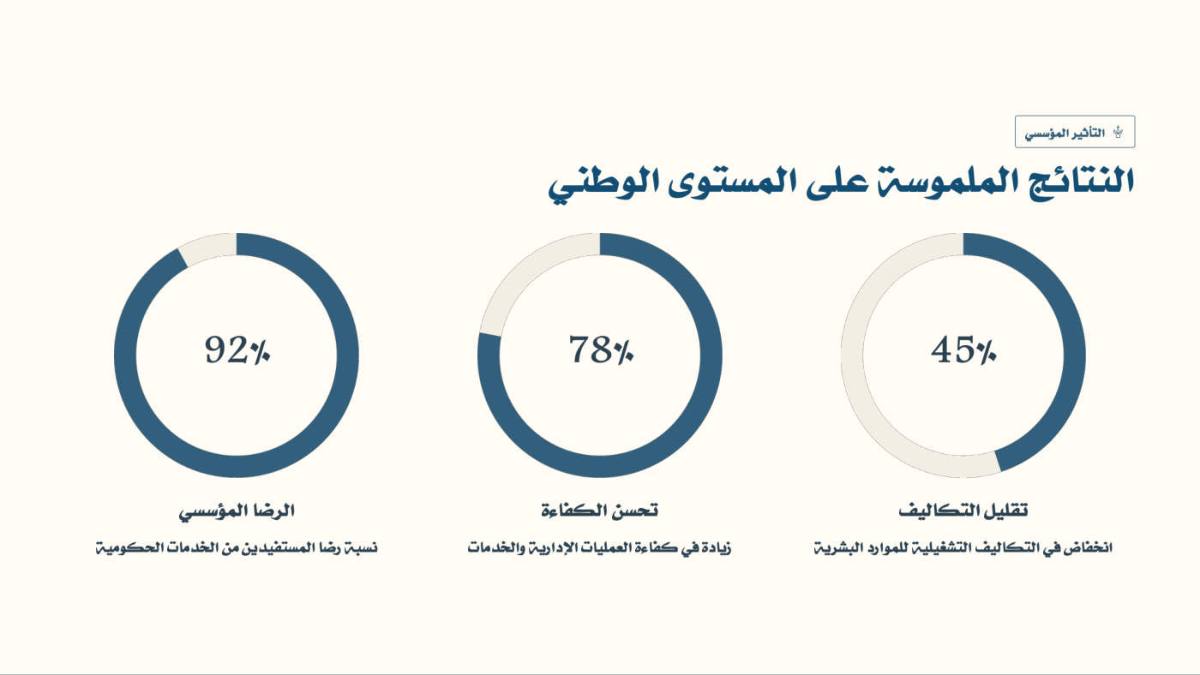 التأثير المؤسسي
النتائج الملموسة على المستوى الوطني
45%
تقليل التكاليف
انخفاض في التكاليف التشغيلية للموارد البشرية
78%
تحسن الكفاءة
زيادة في كفاءة العمليات الإدارية والخدمات
92%
الرضا المؤسسي
نسبة رضا المستفيدين من الخدمات الحكومية